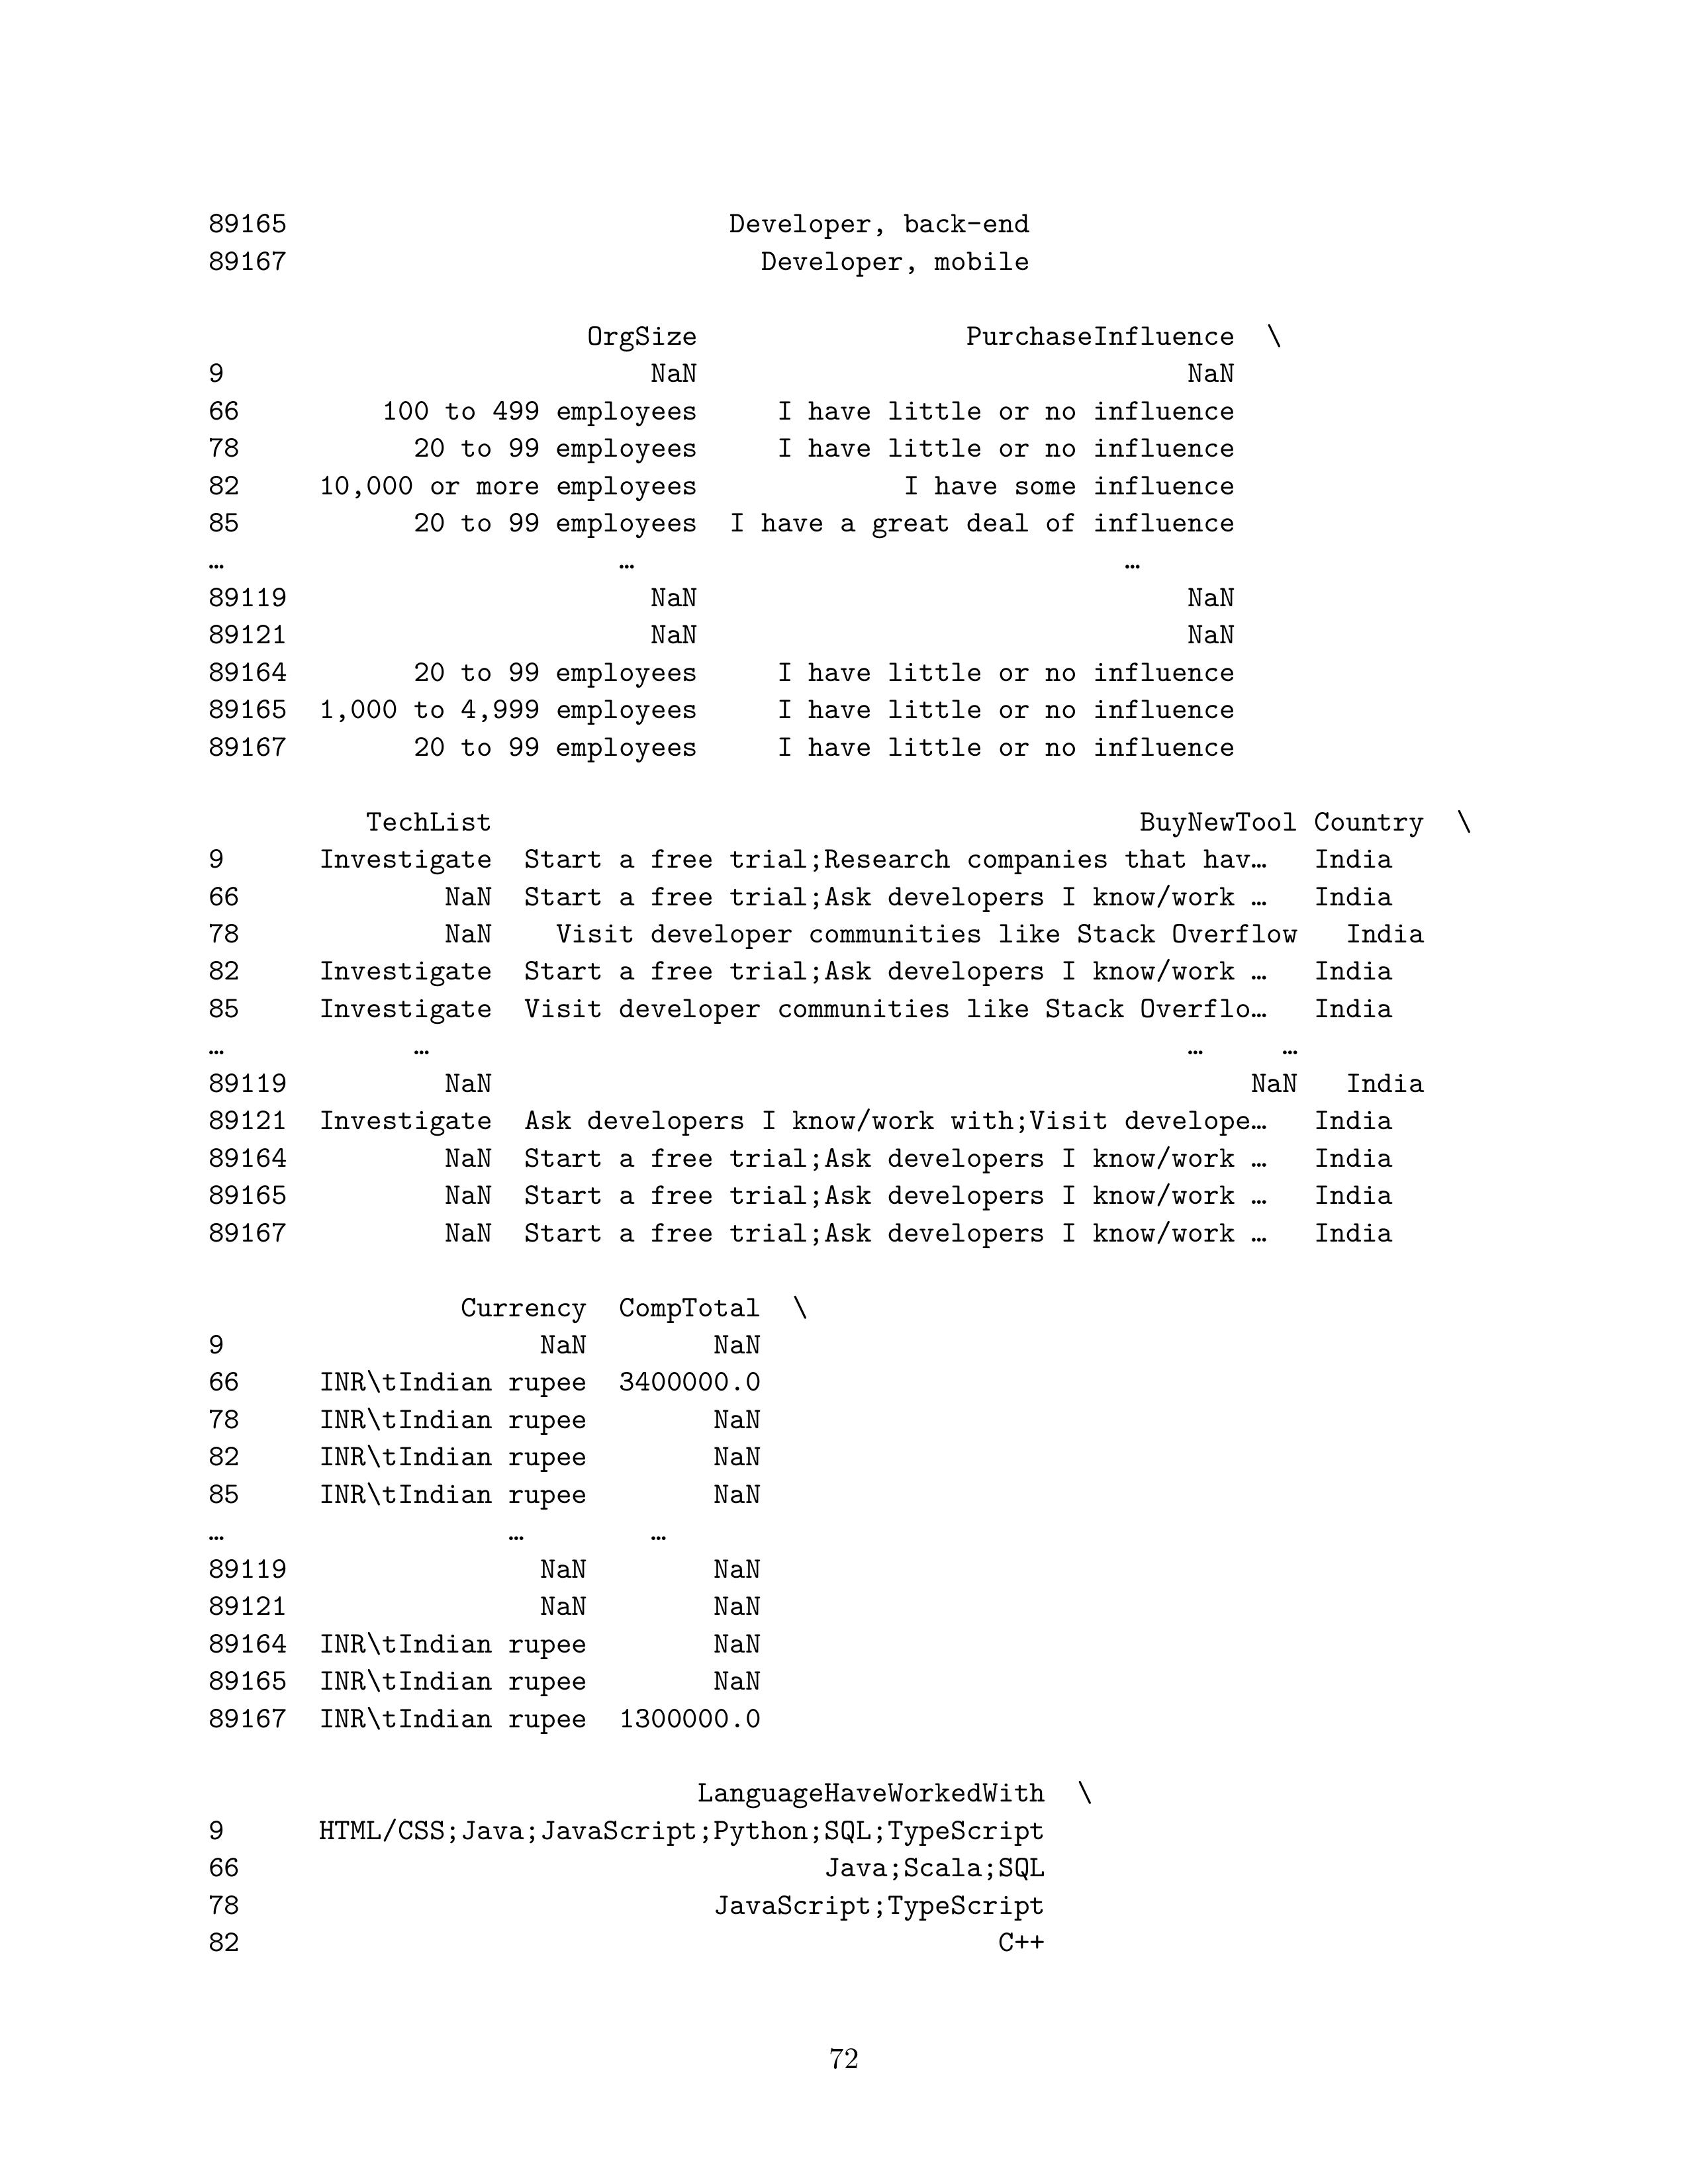 89165                            Developer, back-end
89167                              Developer, mobile

                        OrgSize                 PurchaseInfluence  \
9                           NaN                               NaN
66         100 to 499 employees     I have little or no influence
78           20 to 99 employees     I have little or no influence
82     10,000 or more employees             I have some influence
85           20 to 99 employees  I have a great deal of influence
…                         …                               …
89119                       NaN                               NaN
89121                       NaN                               NaN
89164        20 to 99 employees     I have little or no influence
89165  1,000 to 4,999 employees     I have little or no influence
89167        20 to 99 employees     I have little or no influence

          TechList                                         BuyNewTool Country  \
9      Investigate  Start a free trial;Research companies that hav…   India
66             NaN  Start a free trial;Ask developers I know/work …   India
78             NaN    Visit developer communities like Stack Overflow   India
82     Investigate  Start a free trial;Ask developers I know/work …   India
85     Investigate  Visit developer communities like Stack Overflo…   India
…            …                                                …     …
89119          NaN                                                NaN   India
89121  Investigate  Ask developers I know/work with;Visit develope…   India
89164          NaN  Start a free trial;Ask developers I know/work …   India
89165          NaN  Start a free trial;Ask developers I know/work …   India
89167          NaN  Start a free trial;Ask developers I know/work …   India

                Currency  CompTotal  \
9                    NaN        NaN
66     INR\tIndian rupee  3400000.0
78     INR\tIndian rupee        NaN
82     INR\tIndian rupee        NaN
85     INR\tIndian rupee        NaN
…                  …        …
89119                NaN        NaN
89121                NaN        NaN
89164  INR\tIndian rupee        NaN
89165  INR\tIndian rupee        NaN
89167  INR\tIndian rupee  1300000.0

                               LanguageHaveWorkedWith  \
9      HTML/CSS;Java;JavaScript;Python;SQL;TypeScript
66                                     Java;Scala;SQL
78                              JavaScript;TypeScript
82                                                C++

72